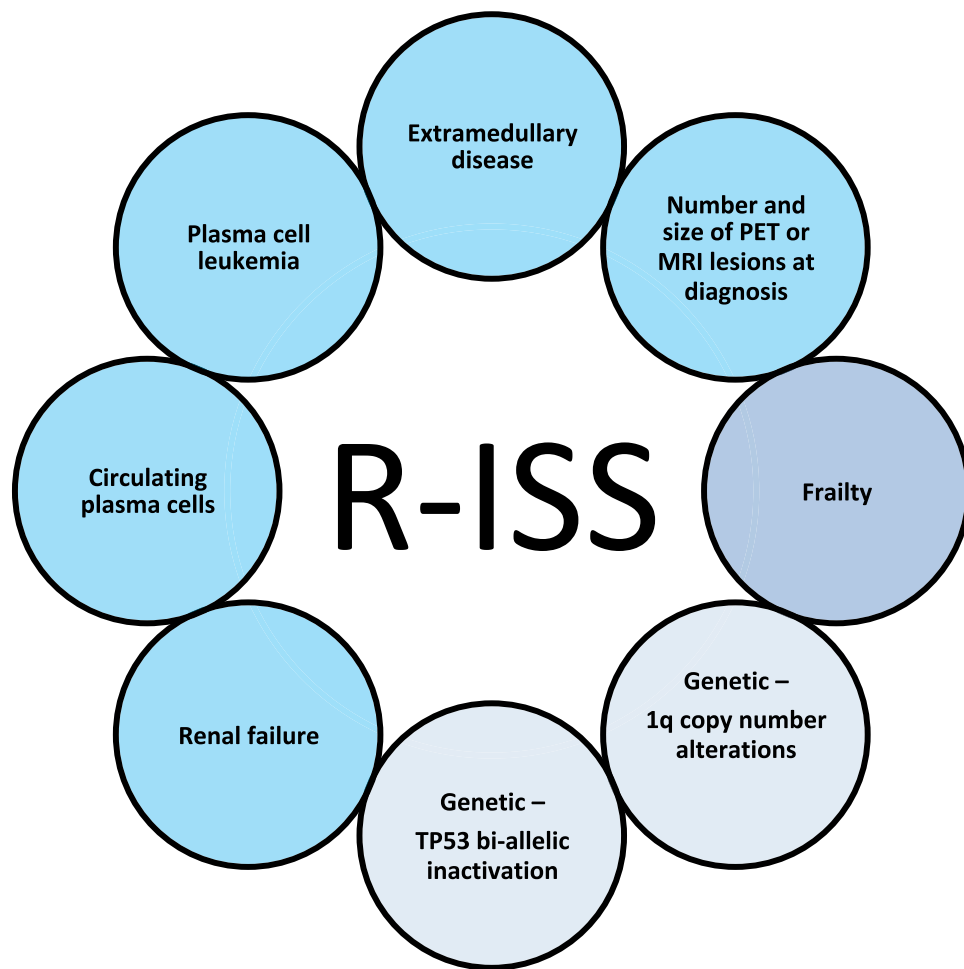 Extramedullary
disease
Number and
size of PET or
MRI lesions at
diagnosis
Frailty
Genetic –
1q copy number
alterations
Genetic –
TP53 bi-allelic
inactivation
Renal failure
Circulating
plasma cells
Plasma cell
leukemia
R-ISS